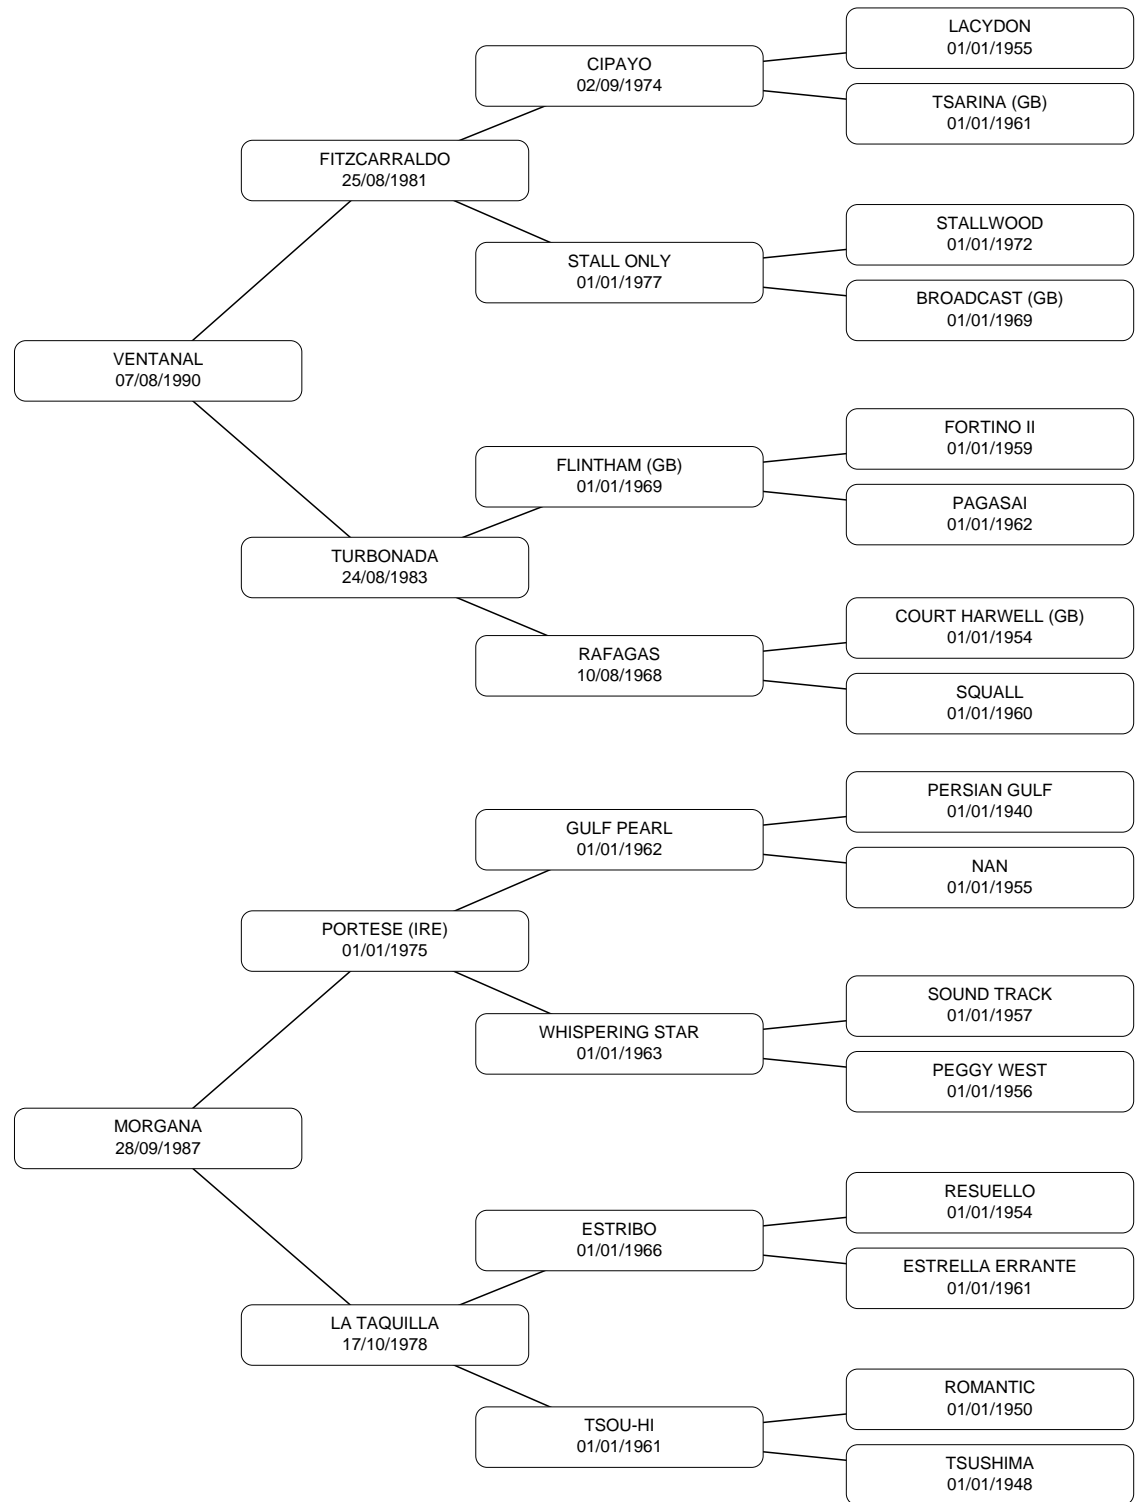 LACYDON
01/01/1955
CIPAYO
02/09/1974
TSARINA (GB)
01/01/1961
FITZCARRALDO
25/08/1981
STALLWOOD
01/01/1972
STALL ONLY
01/01/1977
BROADCAST (GB)
01/01/1969
VENTANAL
07/08/1990
FORTINO II
01/01/1959
FLINTHAM (GB)
01/01/1969
PAGASAI
01/01/1962
TURBONADA
24/08/1983
COURT HARWELL (GB)
01/01/1954
RAFAGAS
10/08/1968
SQUALL
01/01/1960
PERSIAN GULF
01/01/1940
GULF PEARL
01/01/1962
NAN
01/01/1955
PORTESE (IRE)
01/01/1975
SOUND TRACK
01/01/1957
WHISPERING STAR
01/01/1963
PEGGY WEST
01/01/1956
MORGANA
28/09/1987
RESUELLO
01/01/1954
ESTRIBO
01/01/1966
ESTRELLA ERRANTE
01/01/1961
LA TAQUILLA
17/10/1978
ROMANTIC
01/01/1950
TSOU-HI
01/01/1961
TSUSHIMA
01/01/1948